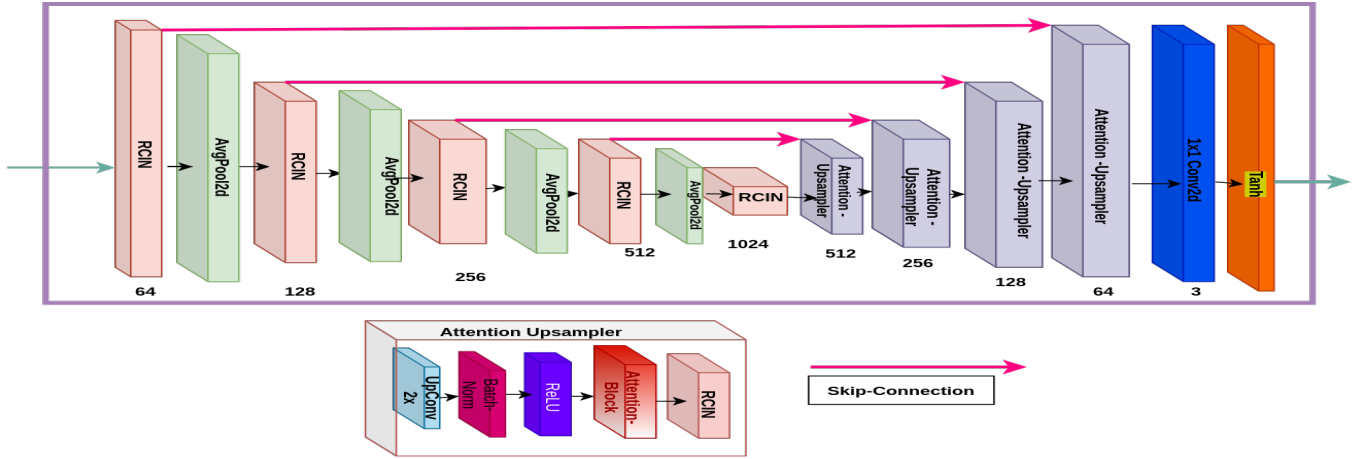 RCIN
AvgPool2d
RCIN
AvgPool2d
RCIN
AvgPool2d
RCIN
AvgPool2d
RCIN
Attention -
Upsampler
Attention -
Upsampler
Attention -Upsampler
Attention -Upsampler
1x1 Conv2d
Tanh
64
128
256
512
1024
512
256
128
64
3
Attention Upsampler
UpConv
2x
Batch-
Norm
ReLU
Attention-
Block
RCIN
Skip-Connection